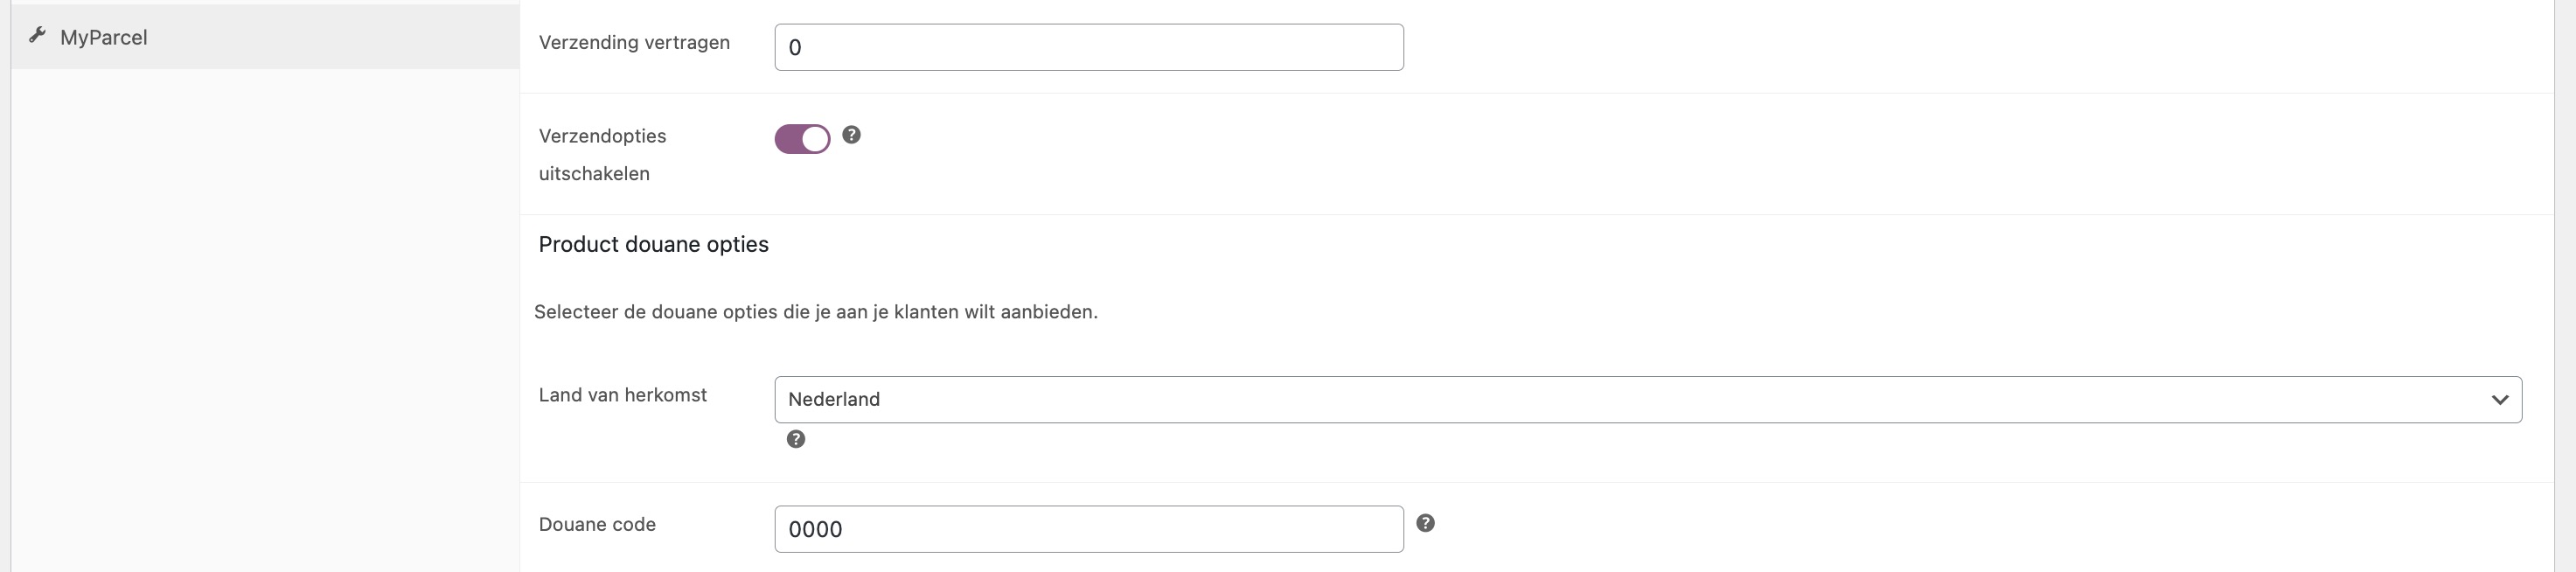 MyParcel
Verzending vertragen
0
Verzendopties
uitschakelen
?
Product douane opties
Selecteer de douane opties die je aan je klanten wilt aanbieden.
Land van herkomst
Nederland
?
Douane code
0000
?